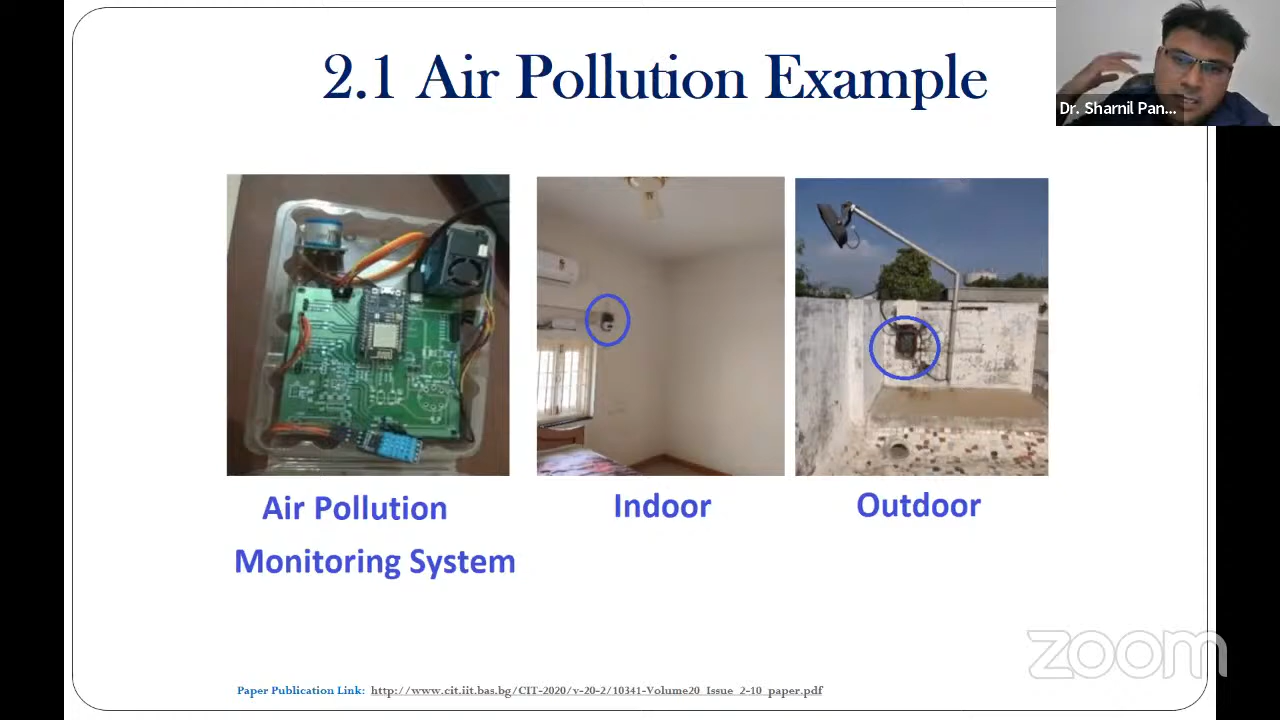 2.1 Air Pollution Example
Dr. Sharnil Pan...
Air Pollution
Monitoring System
Indoor
Outdoor
zoom
Paper Publication Link: http://www.cit.iit.bas.bg/CIT-2020/v-20-2/10341-Volume20_Issue_2-10_paper.pdf